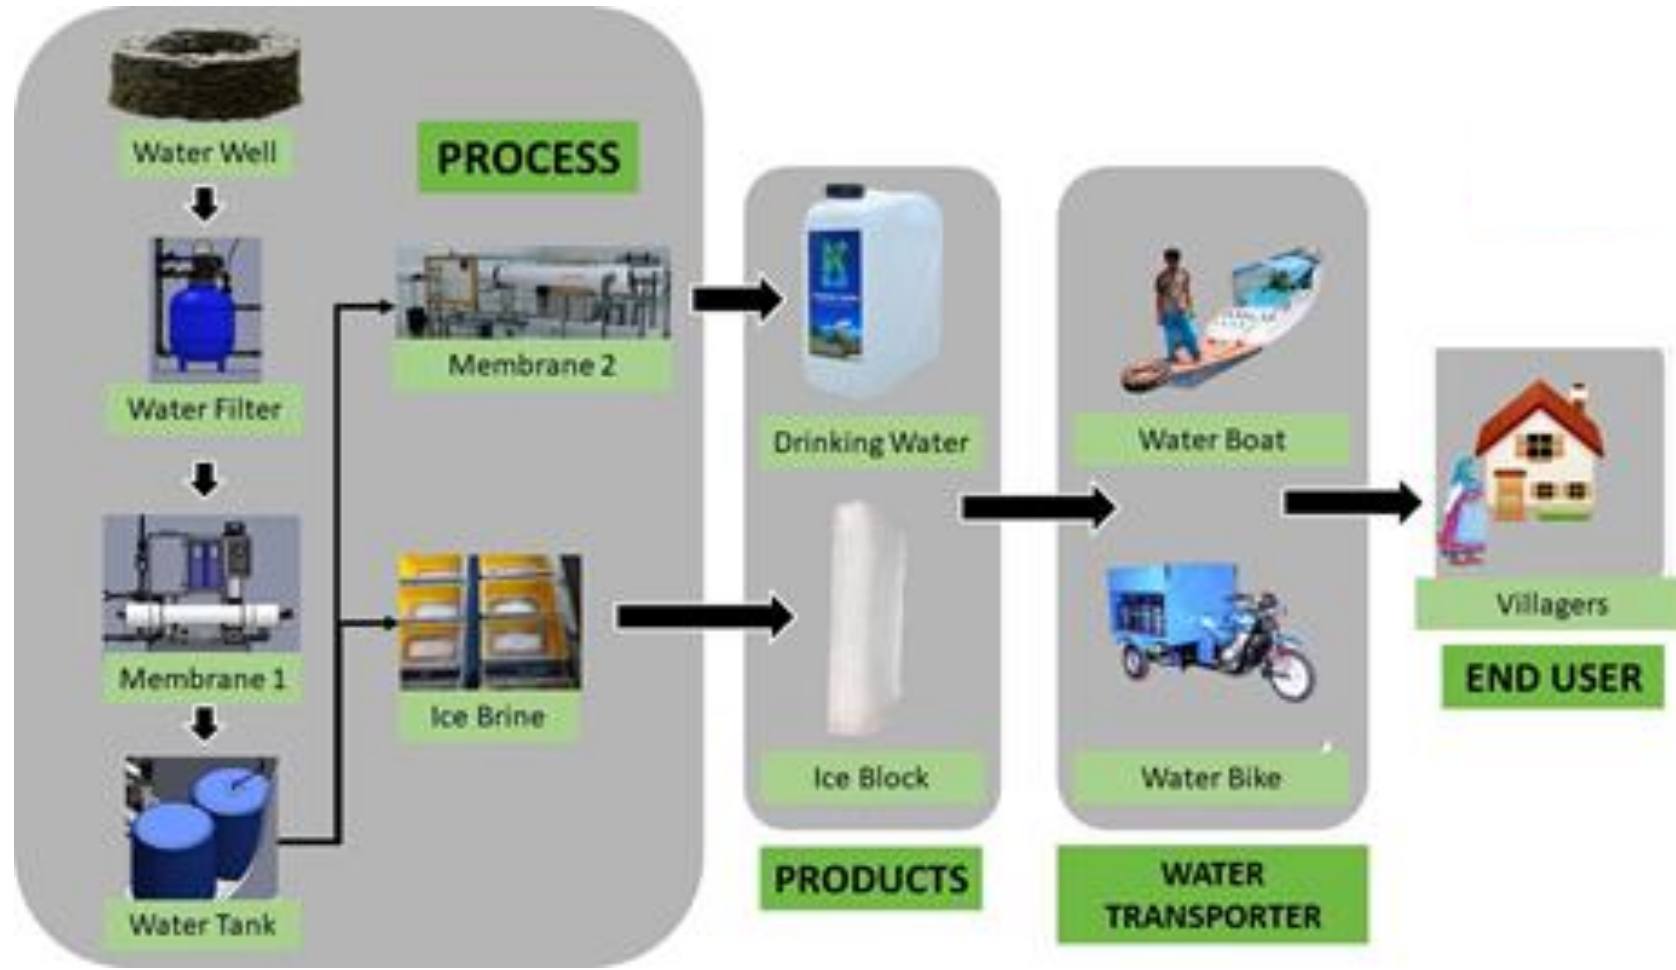 Water Well
PROCESS
Water Filter
Membrane 2
Membrane 1
Ice Brine
Water Tank
Drinking Water
Ice Block
PRODUCTS
Water Boat
Water Bike
WATER
TRANSPORTER
Villagers
END USER